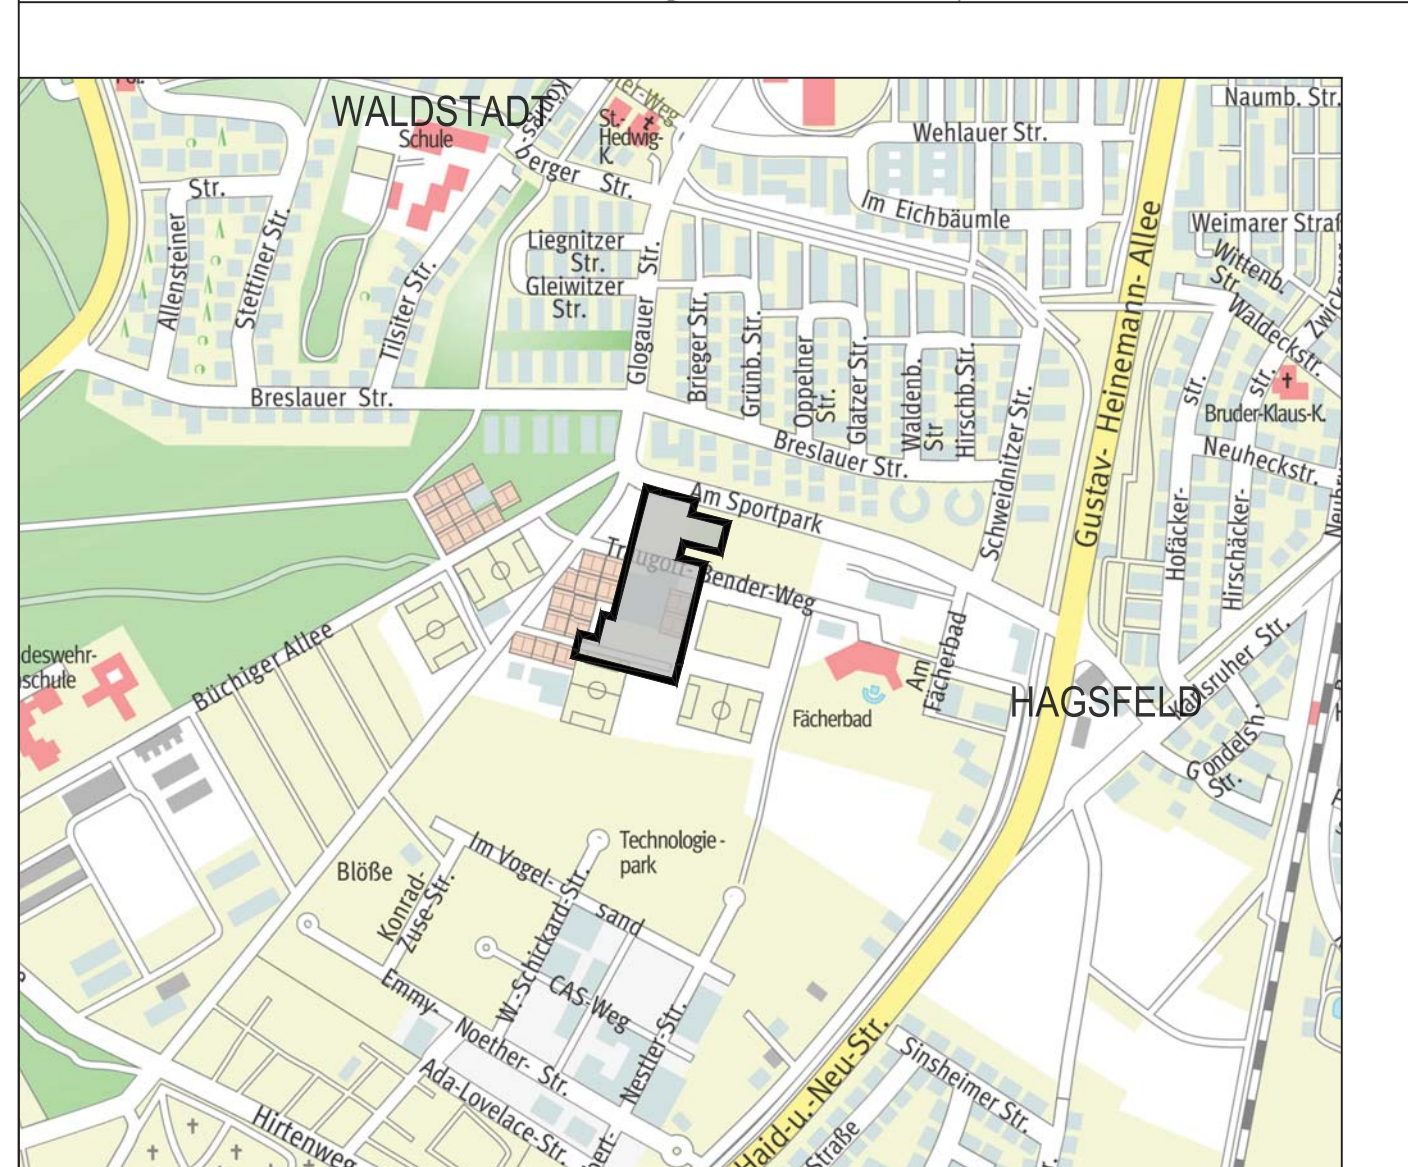 WALDSTADT
Schule
St.-
Hedwig-
K.
Naumb. Str.
Wehlauer Str.
berger Str.
Str.
Im Eichbäumle
Weimarer Straß
Allensteiner
Stettiner Str.
Tilsiter Str.
Liegnitzer
Str.
Gleiwitzer
Str.
Glogauer Str.
Wittenb.
Str.
Waldeckstr.
Gustav- Heinemann- Allee
Brieger Str.
Grünb. Str.
Oppelner
Str.
Glatzer Str.
Waldenb.
Str
Hirschb.Str.
Schweidnitzer Str.
Breslauer Str.
Breslauer Str.
Bruder-Klaus-K.
Neuheckstr.
Hofäcker-
str.
Hirschäcker-
str.
Am Sportpark
Traugott-Bender-Weg
Büchiger Allee
deswehr-
schule
Am
Fächerbad
Fächerbad
HAGSFELD
Karlsruher Str.
Gondelsh.
Str.
Technologie-
park
Blöße
Im Vogel-
sand
Konrad-
Zuse-Str.
W.-Schickard-Str.
CAS-Weg
Emmy-
Noether- Str.
Nestler-Str.
Ada-Lovelace-Str.
Hirtenweg
Haid-u.-Neu-Str.
Sinsheimer Str.
Straße